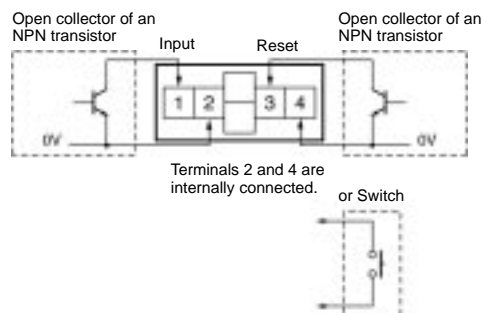 Open collector of an
NPN transistor
Input
Reset
Open collector of an
NPN transistor
1 2 3 4
0V
0V
Terminals 2 and 4 are
internally connected.
or Switch